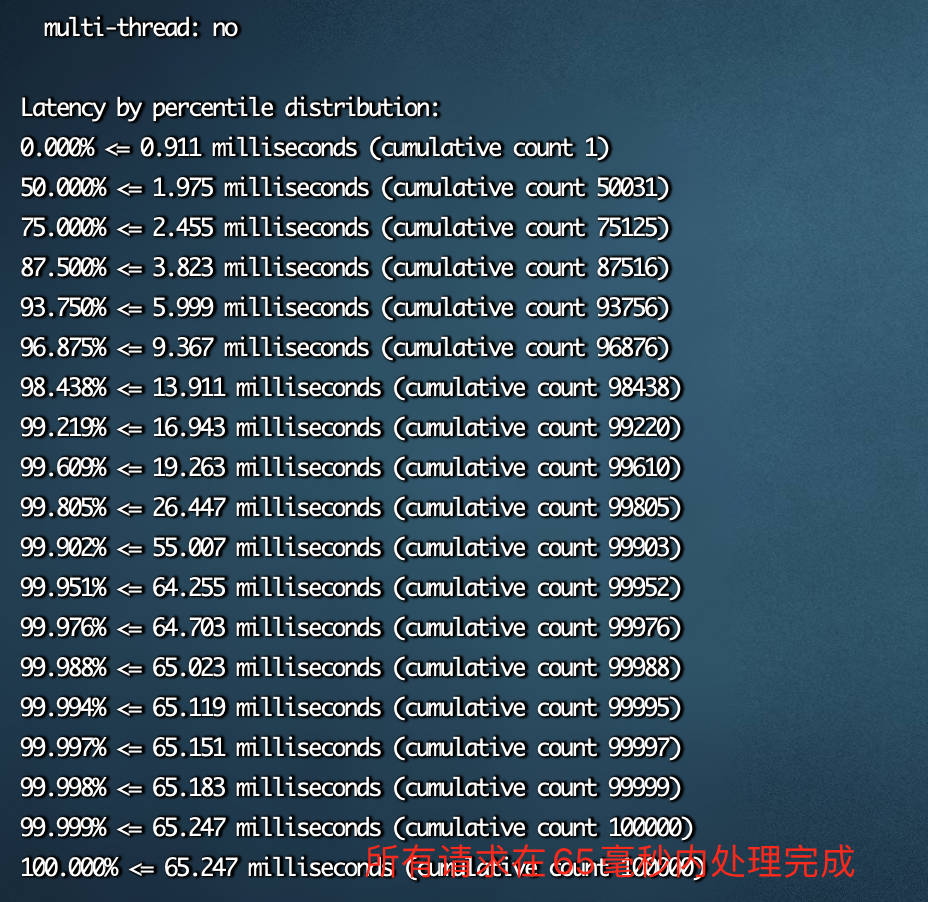 multi-thread: no
Latency by percentile distribution:
0.000% <= 0.911 milliseconds (cumulative count 1)
50.000% <= 1.975 milliseconds (cumulative count 50031)
75.000% <= 2.455 milliseconds (cumulative count 75125)
87.500% <= 3.823 milliseconds (cumulative count 87516)
93.750% <= 5.999 milliseconds (cumulative count 93756)
96.875% <= 9.367 milliseconds (cumulative count 96876)
98.438% <= 13.911 milliseconds (cumulative count 98438)
99.219% <= 16.943 milliseconds (cumulative count 99220)
99.609% <= 19.263 milliseconds (cumulative count 99610)
99.805% <= 26.447 milliseconds (cumulative count 99805)
99.902% <= 55.007 milliseconds (cumulative count 99903)
99.951% <= 64.255 milliseconds (cumulative count 99952)
99.976% <= 64.703 milliseconds (cumulative count 99976)
99.988% <= 65.023 milliseconds (cumulative count 99988)
99.994% <= 65.119 milliseconds (cumulative count 99995)
99.997% <= 65.151 milliseconds (cumulative count 99997)
99.998% <= 65.183 milliseconds (cumulative count 99999)
99.999% <= 65.247 milliseconds (cumulative count 100000)
100.000% <= 65.247 milliseconds (cumulative count 100000)
所有请求在 65 毫秒内处理完成